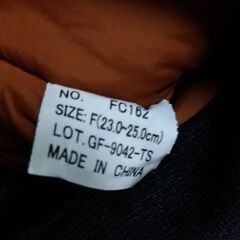 NO. FC162
SIZE: F(23.0~25.0cm)
LOT. GF-9042-TS
MADE IN CHINA